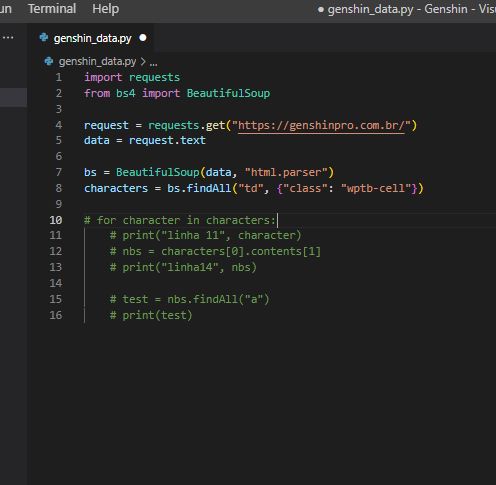 un Terminal Help ● genshin_data.py - Genshin - Visu
... genshin_data.py ●
genshin_data.py > ...
1 import requests
2 from bs4 import BeautifulSoup
3
4 request = requests.get("https://genshinpro.com.br/")
5 data = request.text
6
7 bs = BeautifulSoup(data, "html.parser")
8 characters = bs.findAll("td", {"class": "wptb-cell"})
9
10 # for character in characters:
11 # print("linha 11", character)
12 # nbs = characters[0].contents[1]
13 # print("linha14", nbs)
14
15 # test = nbs.findAll("a")
16 # print(test)